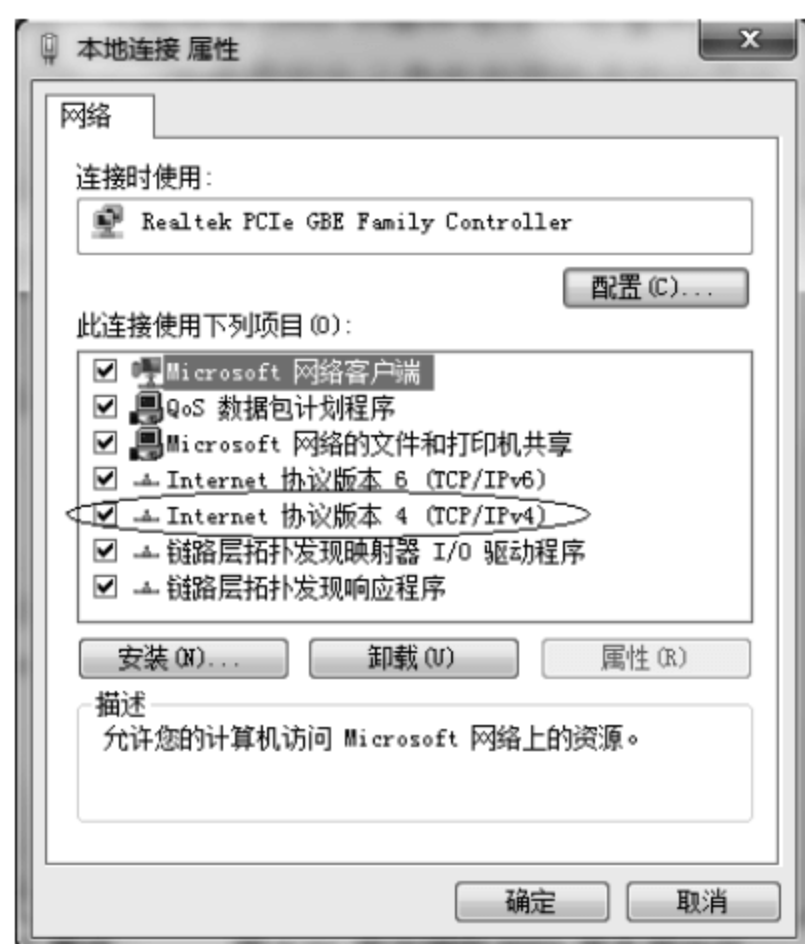 本地连接 属性
网络
连接时使用:
Realtek PCIe GBE Family Controller
配置(C)...
此连接使用下列项目(O):
Microsoft 网络客户端
QoS 数据包计划程序
Microsoft 网络的文件和打印机共享
Internet 协议版本 6 (TCP/IPv6)
Internet 协议版本 4 (TCP/IPv4)
链路层拓扑发现映射器 I/O 驱动程序
链路层拓扑发现响应程序
安装(N)... 卸载(U) 属性(R)
描述
允许您的计算机访问 Microsoft 网络上的资源。
确定 取消